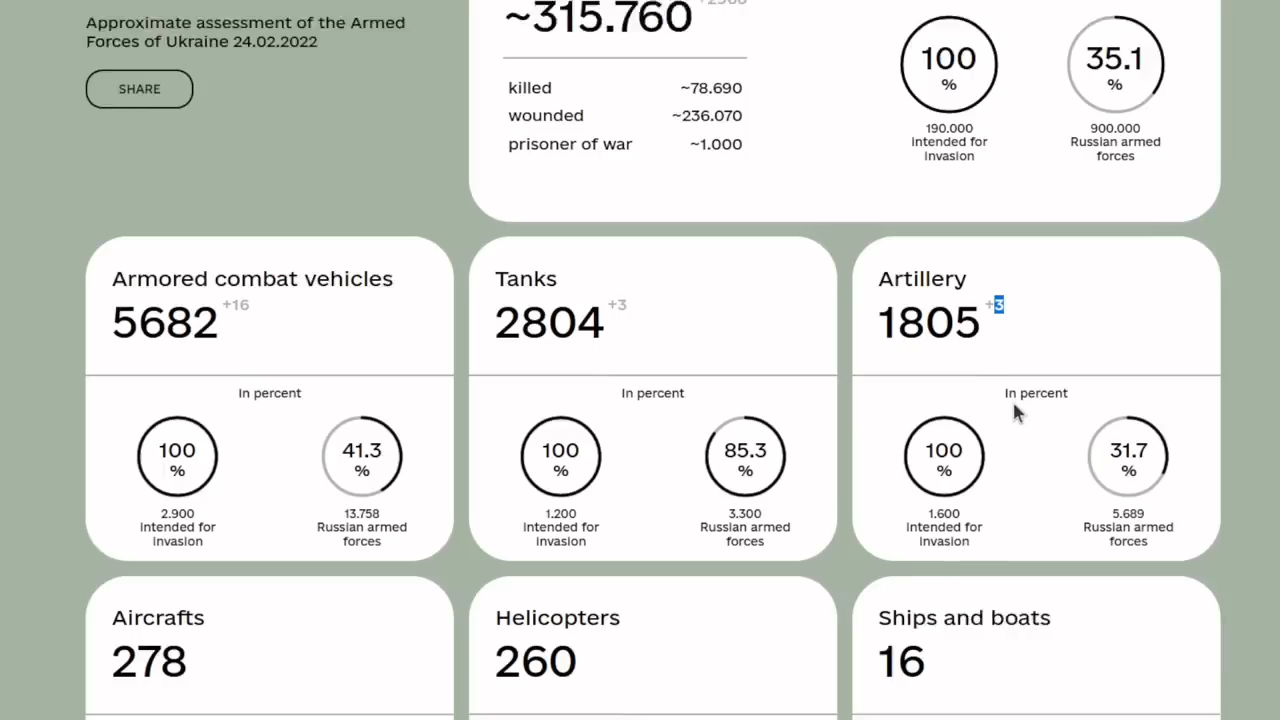 Approximate assessment of the Armed
Forces of Ukraine 24.02.2022
SHARE
~315.760
killed ~78.690
wounded ~236.070
prisoner of war ~1.000
100
%
190.000
Intended for
invasion
35.1
%
900.000
Russian armed
forces
Armored combat vehicles
5682 +16
In percent
100
%
2.900
Intended for
invasion
41.3
%
13.758
Russian armed
forces
Tanks
2804 +3
In percent
100
%
1.200
Intended for
invasion
85.3
%
3.300
Russian armed
forces
Artillery
1805 +3
In percent
100
%
1.600
Intended for
invasion
31.7
%
5.689
Russian armed
forces
Aircrafts
278
Helicopters
260
Ships and boats
16